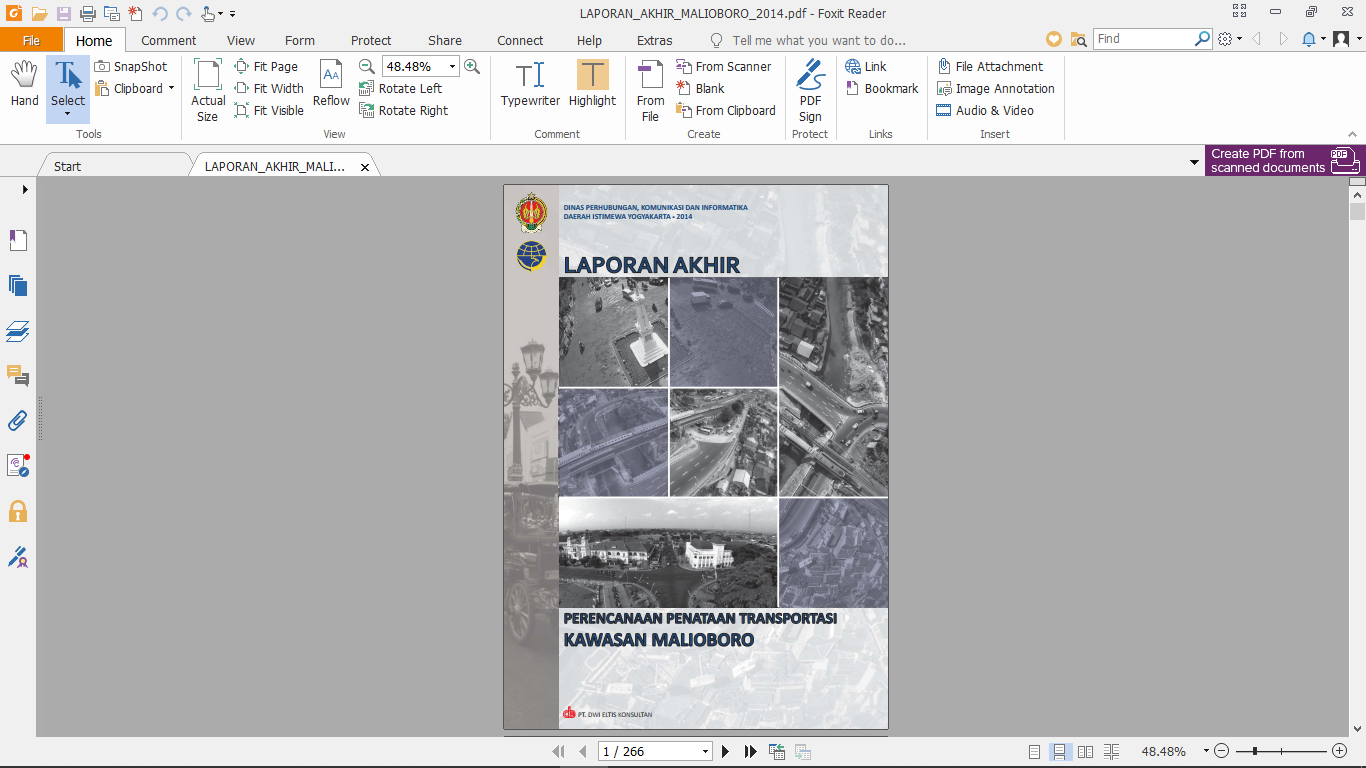 LAPORAN_AKHIR_MALIOBORO_2014.pdf - Foxit Reader
File Home Comment View Form Protect Share Connect Help Extras Tell me what you want to do... Find
Hand
Select
SnapShot
Clipboard
Tools
Actual Size
Fit Page
Fit Width
Fit Visible
Reflow
48.48%
Rotate Left
Rotate Right
View
Typewriter
Highlight
Comment
From File
From Scanner
Blank
From Clipboard
Create
PDF Sign
Protect
Link
Bookmark
Links
File Attachment
Image Annotation
Audio & Video
Insert
Start
LAPORAN_AKHIR_MALI...
Create PDF from
scanned documents
PDF
DINAS PERHUBUNGAN, KOMUNIKASI DAN INFORMATIKA
DAERAH ISTIMEWA YOGYAKARTA - 2014
LAPORAN AKHIR
PERENCANAAN PENATAAN TRANSPORTASI
KAWASAN MALIOBORO
PT. DWI ELTIS KONSULTAN
1 / 266
48.48%